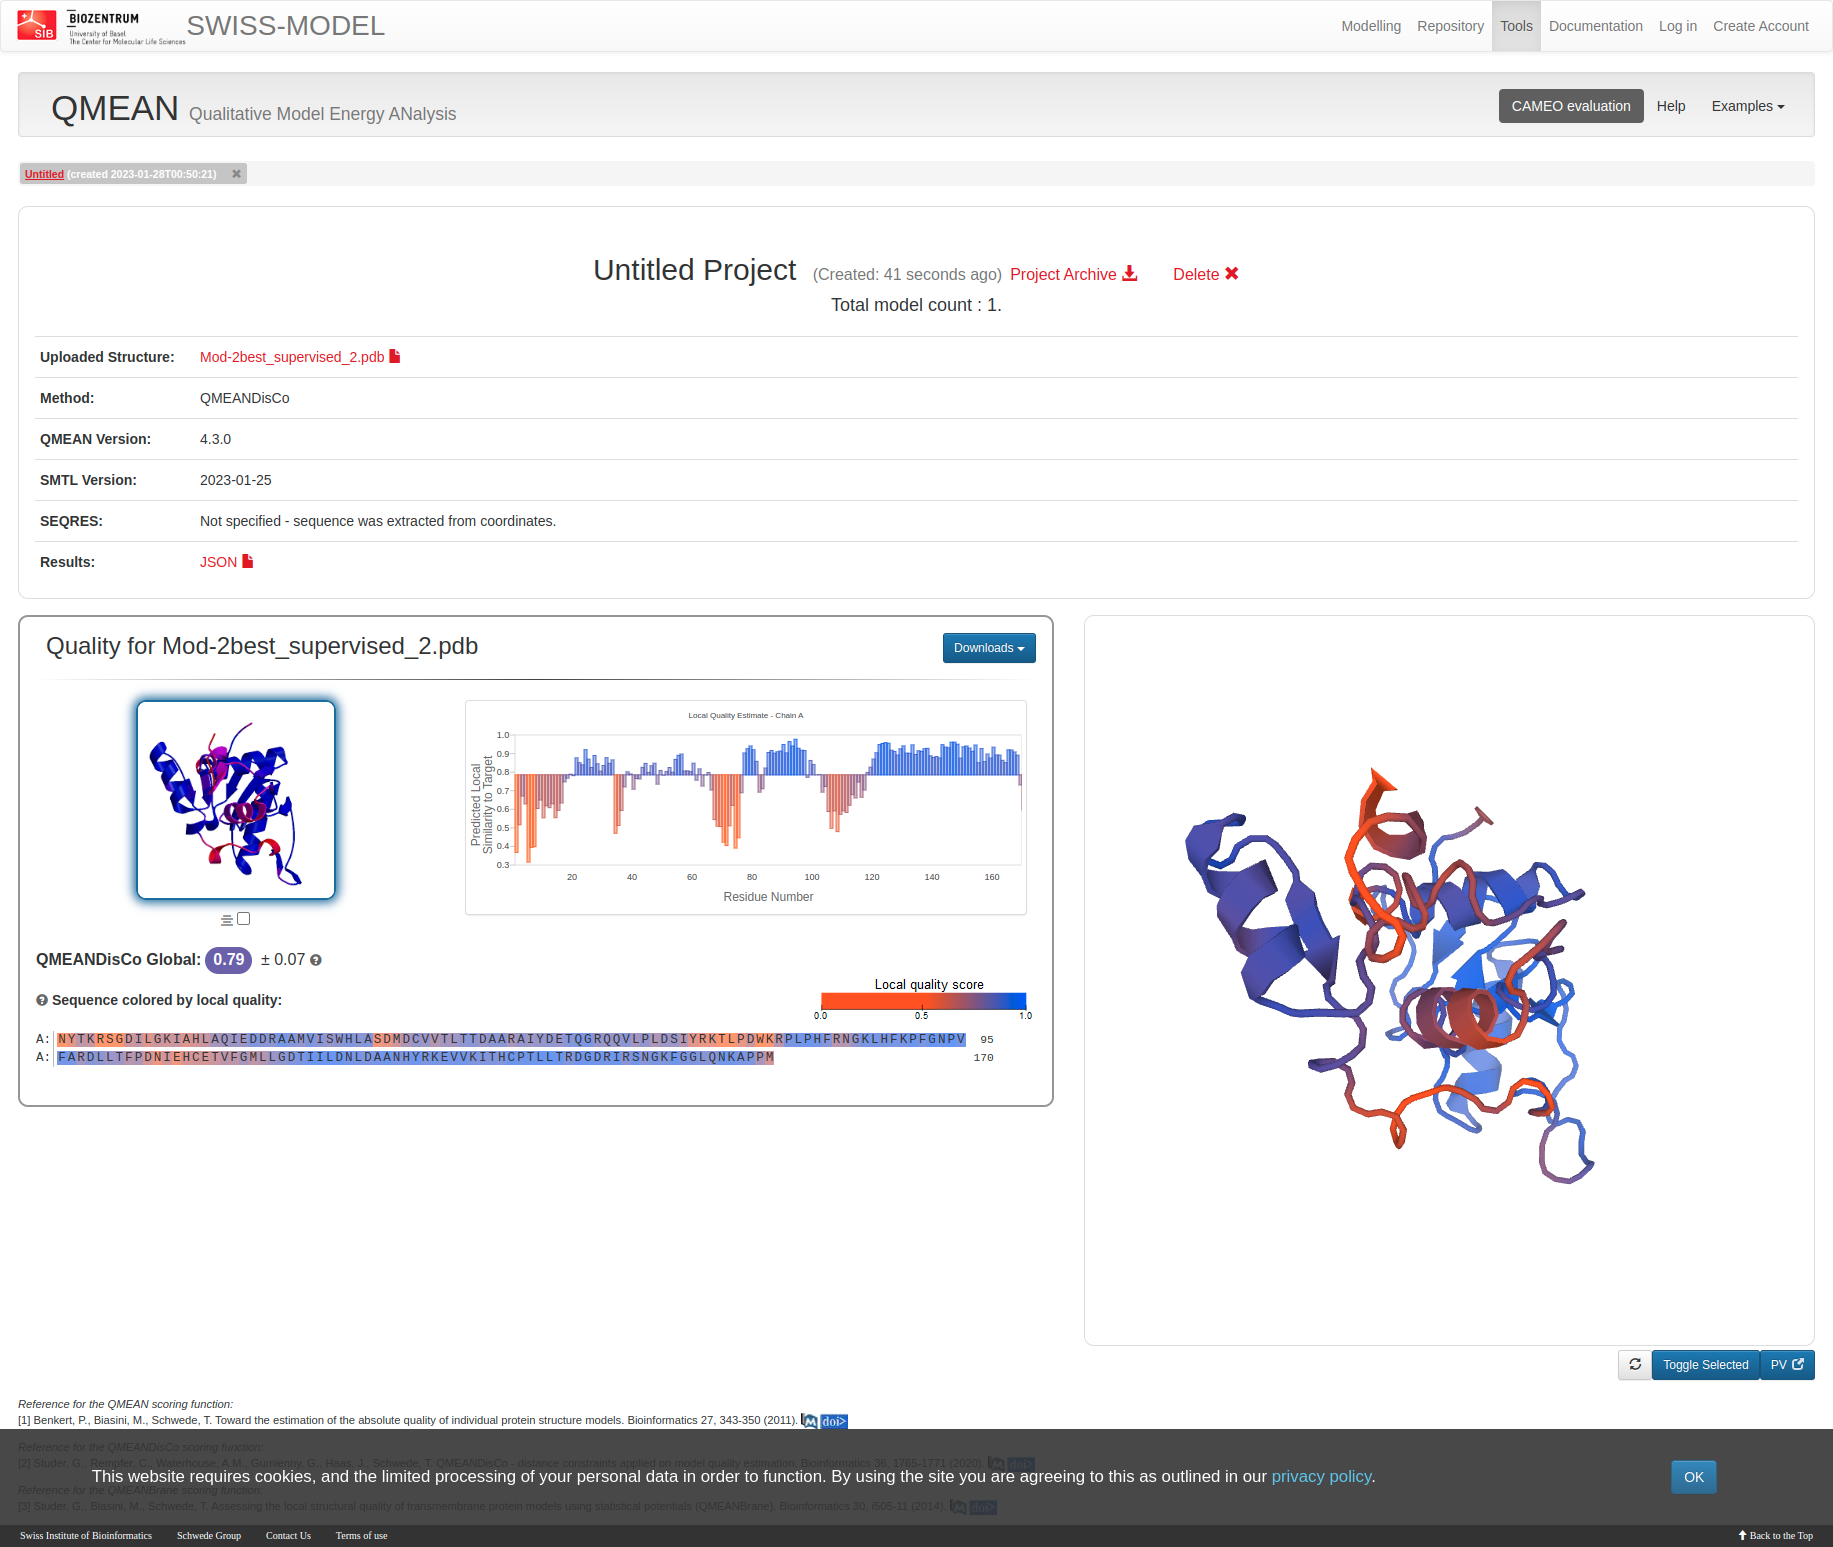 SIB
BIOZENTRUM
University of Basel
The Center for Molecular Life Sciences
SWISS-MODEL
Modelling Repository Tools Documentation Log in Create Account
QMEAN Qualitative Model Energy ANalysis
CAMEO evaluation Help Examples
Untitled (created 2023-01-28T00:50:21)
Untitled Project (Created: 41 seconds ago) Project Archive Delete
Total model count : 1.
Uploaded Structure: Mod-2best_supervised_2.pdb
Method: QMEANDisCo
QMEAN Version: 4.3.0
SMTL Version: 2023-01-25
SEQRES: Not specified - sequence was extracted from coordinates.
Results: JSON
Quality for Mod-2best_supervised_2.pdb
Downloads
Local Quality Estimate - Chain A
Predicted Local
Similarity to Target
1.0
0.9
0.8
0.7
0.6
0.5
0.4
0.3
20 40 60 80 100 120 140 160
Residue Number
QMEANDisCo Global: 0.79 ± 0.07
Sequence colored by local quality:
Local quality score
0.0 0.5 1.0
A: NYTKRSGDILGKIAHLAQIEDDRAAMVISWHLASDMDCVVTLTTDAARAIYDETQGRQQVLPLDSIYRKTLPDWKRPLPHFRNGKLHFKPFGNPV 95
A: FARDLLTFPDNIEHCETVFGMLLGDTIILDNLDAANHYRKEVVKITHCPTLLTRDGDRIRSNGKFGGLQNKAPPM 170
Toggle Selected PV
Reference for the QMEAN scoring function:
[1] Benkert, P., Biasini, M., Schwede, T. Toward the estimation of the absolute quality of individual protein structure models. Bioinformatics 27, 343-350 (2011). M doi>
Reference for the QMEANDisCo scoring function:
[2] Studer, G., Rempfer, C., Waterhouse, A.M., Gumienny, G., Haas, J., Schwede, T. QMEANDisCo - distance constraints applied on model quality estimation. Bioinformatics 36, 1765-1771 (2020). M doi>
This website requires cookies, and the limited processing of your personal data in order to function. By using the site you are agreeing to this as outlined in our privacy policy. OK
Reference for the QMEANBrane scoring function:
[3] Studer, G., Biasini, M., Schwede, T. Assessing the local structural quality of transmembrane protein models using statistical potentials (QMEANBrane). Bioinformatics 30, i505-11 (2014). M doi>
Swiss Institute of Bioinformatics Schwede Group Contact Us Terms of use Back to the Top